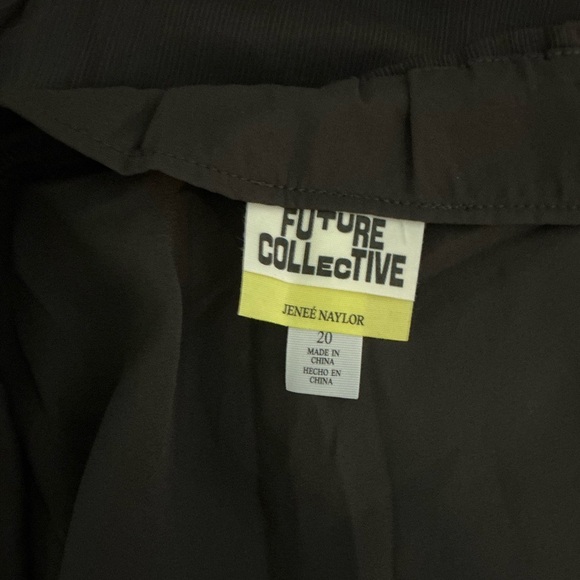 FUTURE
COLLECTIVE
JENEÉ NAYLOR
20
MADE IN
CHINA
HECHO EN
CHINA